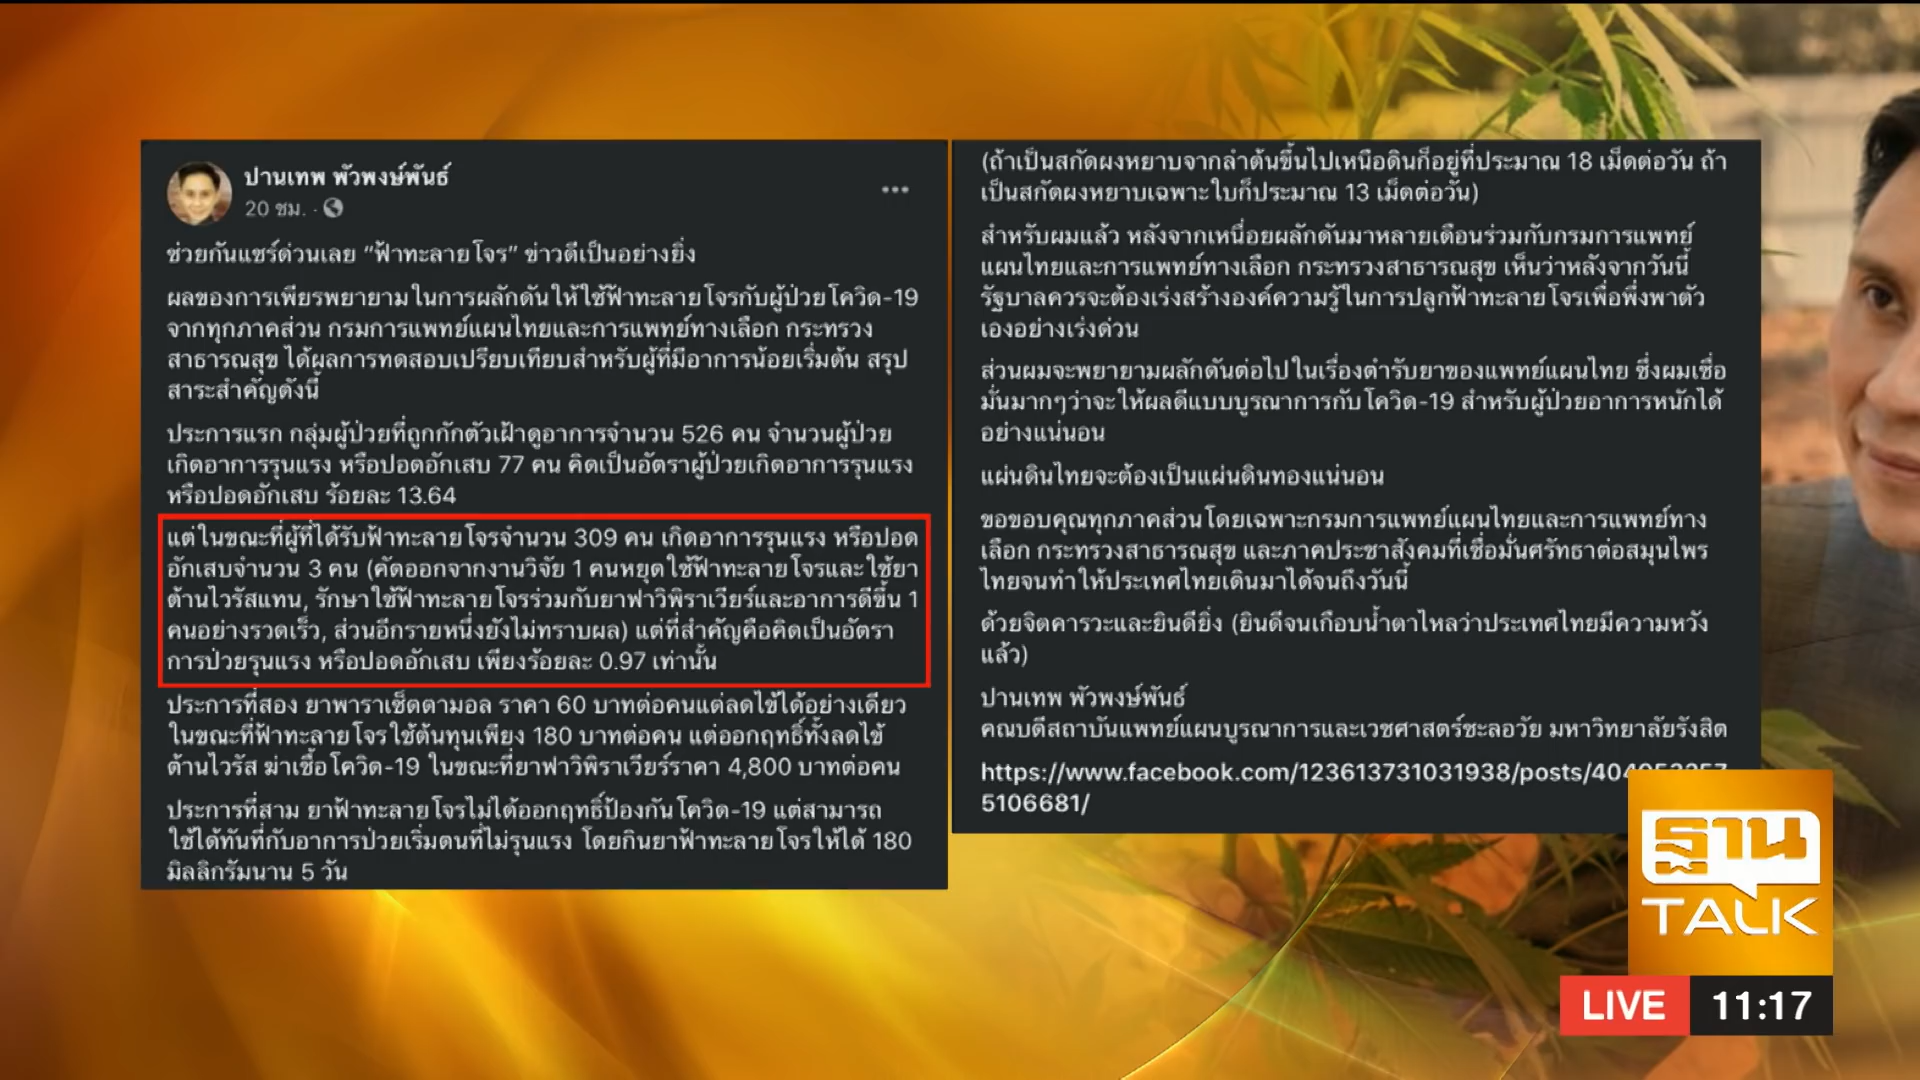 ปานเทพ พัวพงษ์พันธ์
20 ชม. ·
ช่วยกันแชร์ด่วนเลย “ฟ้าทะลายโจร” ข่าวดีเป็นอย่างยิ่ง
ผลของการเพียรพยายามในการผลักดันให้ใช้ฟ้าทะลายโจรกับผู้ป่วยโควิด-19
จากทุกภาคส่วน กรมการแพทย์แผนไทยและการแพทย์ทางเลือก กระทรวง
สาธารณสุข ได้ผลการทดสอบเปรียบเทียบสำหรับผู้ที่มีอาการน้อยเริ่มต้น สรุป
สาระสำคัญดังนี้
ประการแรก กลุ่มผู้ป่วยที่ถูกกักตัวเฝ้าดูอาการจำนวน 526 คน จำนวนผู้ป่วย
เกิดอาการรุนแรง หรือปอดอักเสบ 77 คน คิดเป็นอัตราผู้ป่วยเกิดอาการรุนแรง
หรือปอดอักเสบ ร้อยละ 13.64
แต่ในขณะที่ผู้ที่ได้รับฟ้าทะลายโจรจำนวน 309 คน เกิดอาการรุนแรง หรือปอด
อักเสบจำนวน 3 คน (คัดออกจากงานวิจัย 1 คนหยุดใช้ฟ้าทะลายโจรและใช้ยา
ต้านไวรัสแทน, รักษาใช้ฟ้าทะลายโจรร่วมกับยาฟาวิพิราเวียร์และอาการดีขึ้น 1
คนอย่างรวดเร็ว, ส่วนอีกรายหนึ่งยังไม่ทราบผล) แต่ที่สำคัญคือคิดเป็นอัตรา
การป่วยรุนแรง หรือปอดอักเสบ เพียงร้อยละ 0.97 เท่านั้น
ประการที่สอง ยาพาราเซ็ตตามอล ราคา 60 บาทต่อคนแต่ลดไข้ได้อย่างเดียว
ในขณะที่ฟ้าทะลายโจรใช้ต้นทุนเพียง 180 บาทต่อคน แต่ออกฤทธิ์ทั้งลดไข้
ต้านไวรัส ฆ่าเชื้อโควิด-19 ในขณะที่ยาฟาวิพิราเวียร์ราคา 4,800 บาทต่อคน
ประการที่สาม ยาฟ้าทะลายโจรไม่ได้ออกฤทธิ์ป้องกันโควิด-19 แต่สามารถ
ใช้ได้ทันที่กับอาการป่วยเริ่มตนที่ไม่รุนแรง โดยกินยาฟ้าทะลายโจรให้ได้ 180
มิลลิกรัมนาน 5 วัน
(ถ้าเป็นสกัดผงหยาบจากลำต้นขึ้นไปเหนือดินก็อยู่ที่ประมาณ 18 เม็ดต่อวัน ถ้า
เป็นสกัดผงหยาบเฉพาะใบก็ประมาณ 13 เม็ดต่อวัน)
สำหรับผมแล้ว หลังจากเหนื่อยผลักดันมาหลายเดือนร่วมกับกรมการแพทย์
แผนไทยและการแพทย์ทางเลือก กระทรวงสาธารณสุข เห็นว่าหลังจากวันนี้
รัฐบาลควรจะต้องเร่งสร้างองค์ความรู้ในการปลูกฟ้าทะลายโจรเพื่อพึ่งพาตัว
เองอย่างเร่งด่วน
ส่วนผมจะพยายามผลักดันต่อไปในเรื่องตำรับยาของแพทย์แผนไทย ซึ่งผมเชื่อ
มั่นมากๆว่าจะให้ผลดีแบบบูรณาการกับโควิด-19 สำหรับผู้ป่วยอาการหนักได้
อย่างแน่นอน
แผ่นดินไทยจะต้องเป็นแผ่นดินทองแน่นอน
ขอขอบคุณทุกภาคส่วนโดยเฉพาะกรมการแพทย์แผนไทยและการแพทย์ทาง
เลือก กระทรวงสาธารณสุข และภาคประชาสังคมที่เชื่อมั่นศรัทธาต่อสมุนไพร
ไทยจนทำให้ประเทศไทยเดินมาได้จนถึงวันนี้
ด้วยจิตคารวะและยินดียิ่ง (ยินดีจนเกือบน้ำตาไหลว่าประเทศไทยมีความหวัง
แล้ว)
ปานเทพ พัวพงษ์พันธ์
คณบดีสถาบันแพทย์แผนบูรณาการและเวชศาสตร์ชะลอวัย มหาวิทยาลัยรังสิต
https://www.facebook.com/123613731031938/posts/404
5106681/
ฐาน
TALK
LIVE 11:17